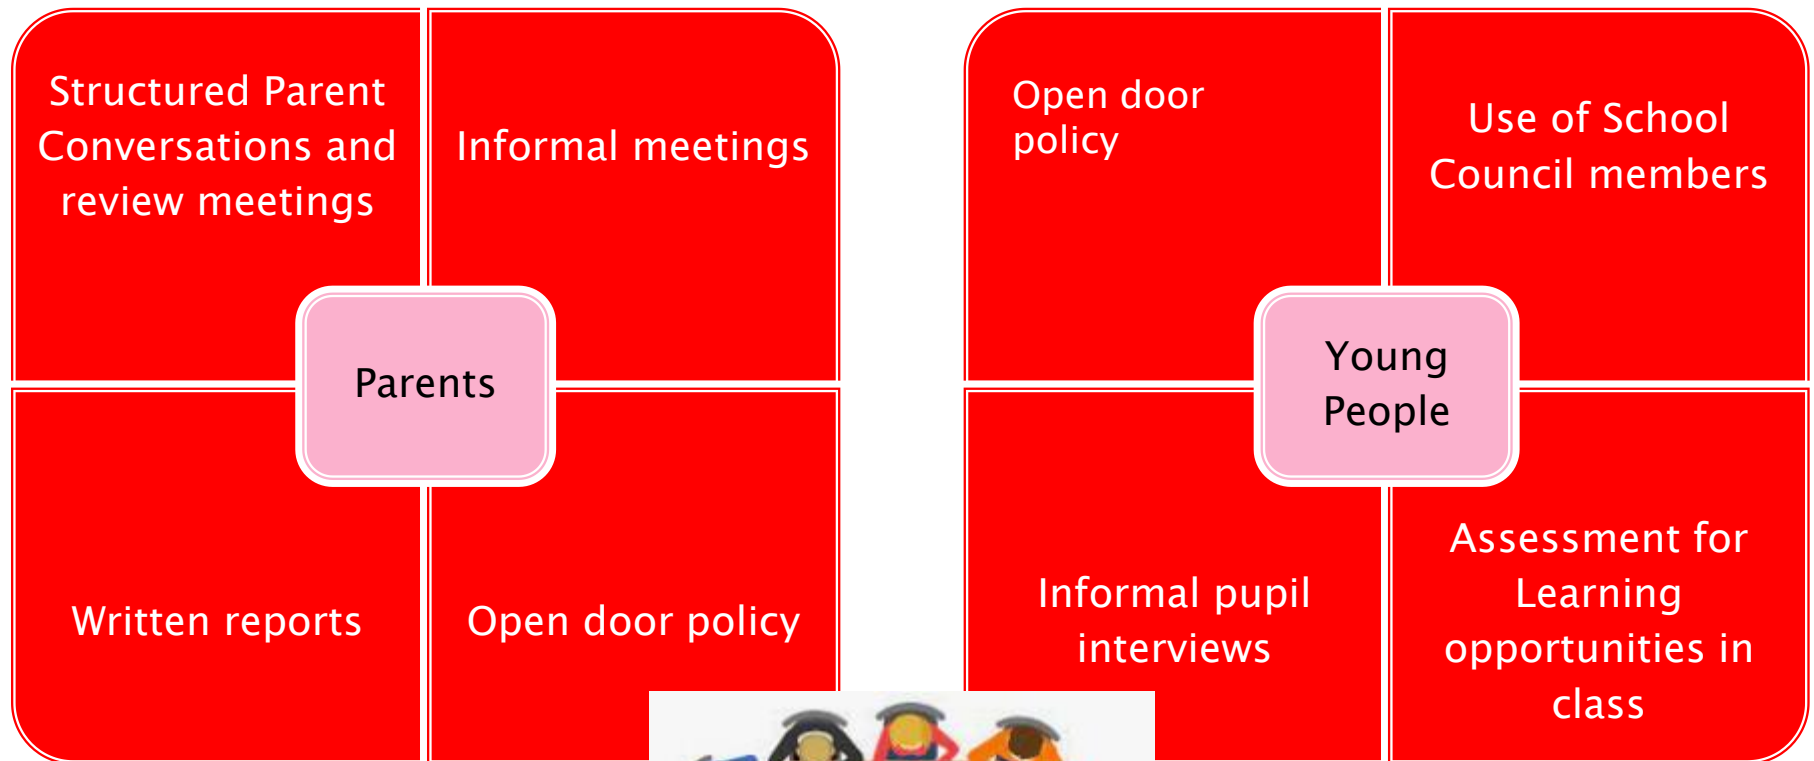 Structured Parent
Conversations and
review meetings
Informal meetings
Parents
Written reports
Open door policy
Open door
policy
Use of School
Council members
Young
People
Informal pupil
interviews
Assessment for
Learning
opportunities in
class